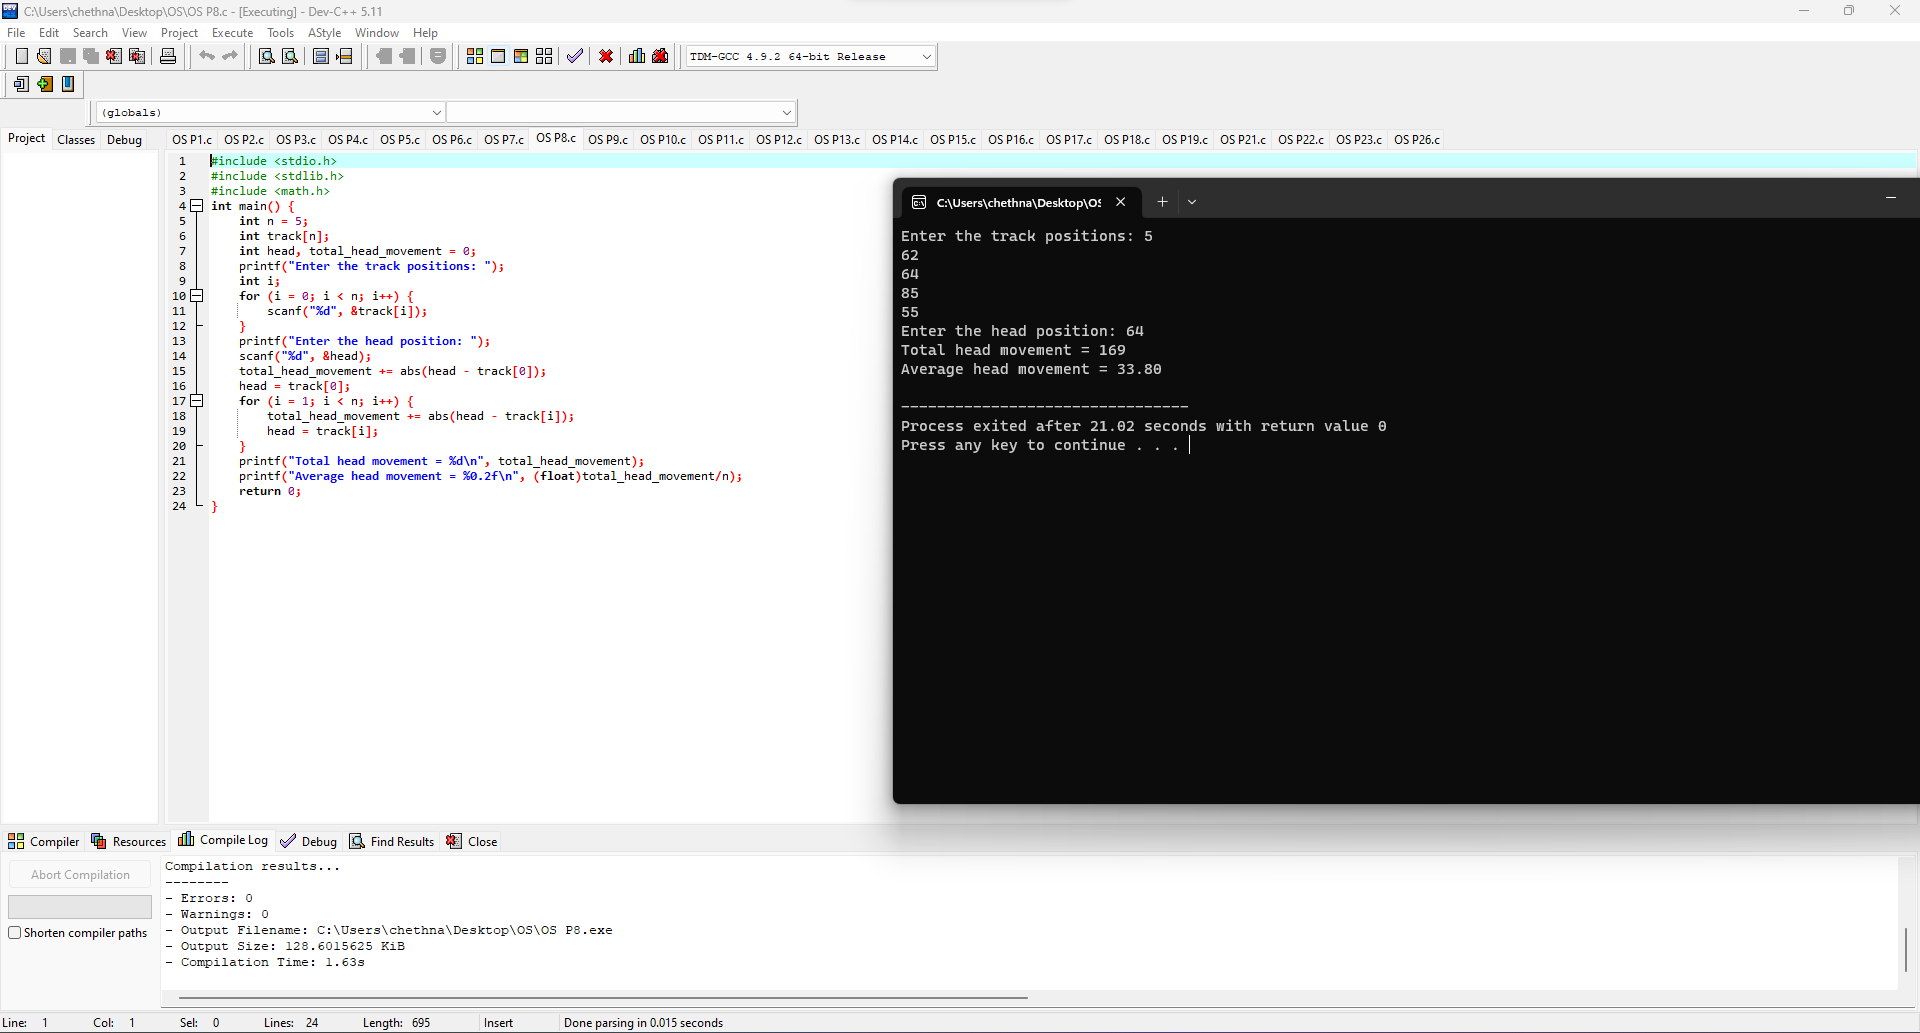 C:\Users\chethna\Desktop\OS\OS P8.c - [Executing] - Dev-C++ 5.11
File Edit Search View Project Execute Tools AStyle Window Help
TDM-GCC 4.9.2 64-bit Release
(globals)
Project Classes Debug
OS P1.c OS P2.c OS P3.c OS P4.c OS P5.c OS P6.c OS P7.c OS P8.c OS P9.c OS P10.c OS P11.c OS P12.c OS P13.c OS P14.c OS P15.c OS P16.c OS P17.c OS P18.c OS P19.c OS P21.c OS P22.c OS P23.c OS P26.c
1 #include <stdio.h>
2 #include <stdlib.h>
3 #include <math.h>
4 int main() {
5 int n = 5;
6 int track[n];
7 int head, total_head_movement = 0;
8 printf("Enter the track positions: ");
9 int i;
10 for (i = 0; i < n; i++) {
11 scanf("%d", &track[i]);
12 }
13 printf("Enter the head position: ");
14 scanf("%d", &head);
15 total_head_movement += abs(head - track[0]);
16 head = track[0];
17 for (i = 1; i < n; i++) {
18 total_head_movement += abs(head - track[i]);
19 head = track[i];
20 }
21 printf("Total head movement = %d\n", total_head_movement);
22 printf("Average head movement = %0.2f\n", (float)total_head_movement/n);
23 return 0;
24 }
C:\Users\chethna\Desktop\OS
Enter the track positions: 5
62
64
85
55
Enter the head position: 64
Total head movement = 169
Average head movement = 33.80
--------------------------------
Process exited after 21.02 seconds with return value 0
Press any key to continue . . .
Compiler Resources Compile Log Debug Find Results Close
Abort Compilation
Shorten compiler paths
Compilation results...
--------
- Errors: 0
- Warnings: 0
- Output Filename: C:\Users\chethna\Desktop\OS\OS P8.exe
- Output Size: 128.6015625 KiB
- Compilation Time: 1.63s
Line: 1 Col: 1 Sel: 0 Lines: 24 Length: 695 Insert Done parsing in 0.015 seconds